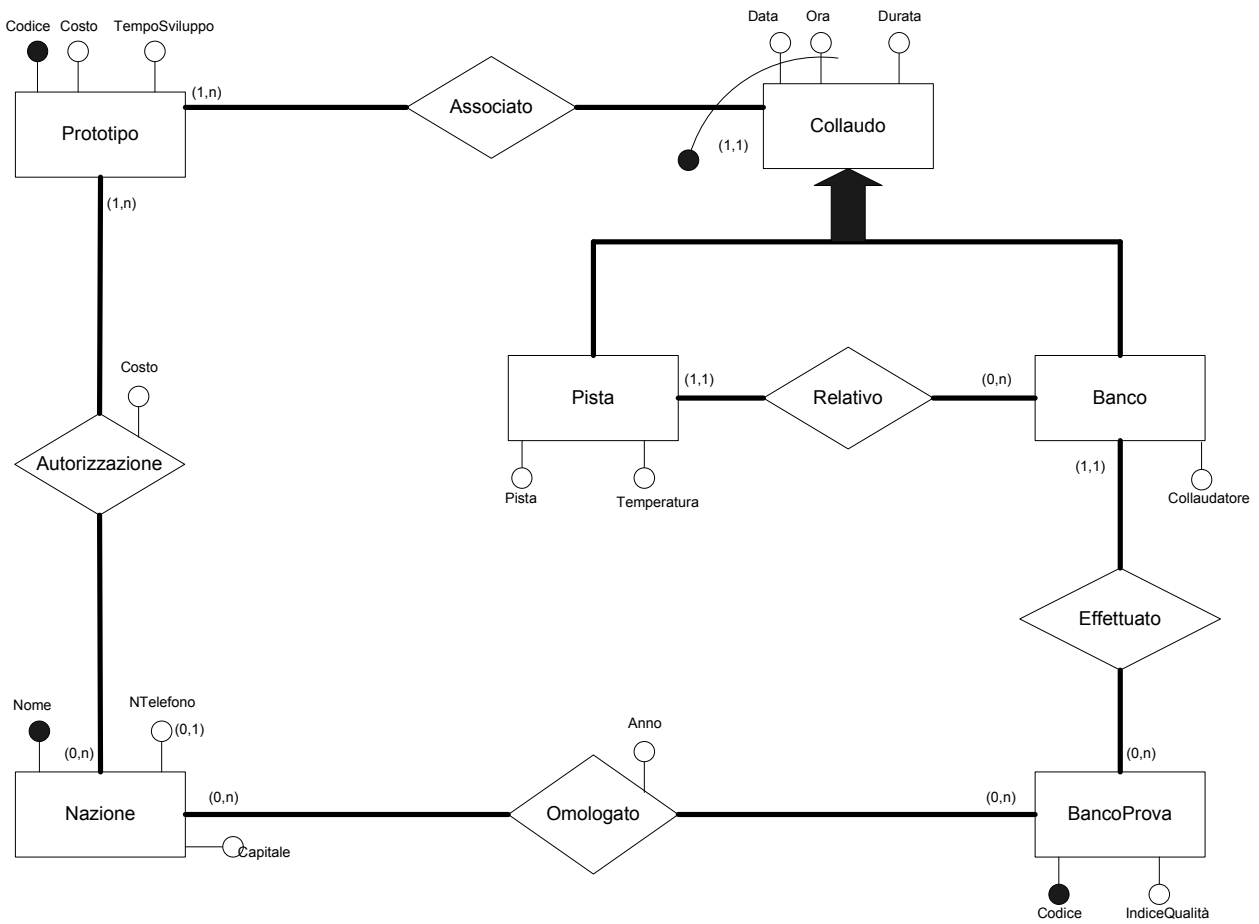 Codice
Costo
TempoSviluppo
Data
Ora
Durata
(1,n)
Associato
Collaudo
Prototipo
(1,1)
(1,n)
Costo
Pista
(1,1)
Relativo
(0,n)
Banco
Autorizzazione
(1,1)
Pista
Temperatura
Collaudatore
Effettuato
Nome
NTelefono
(0,1)
Anno
(0,n)
(0,n)
(0,n)
(0,n)
Nazione
Omologato
BancoProva
Capitale
Codice
IndiceQualità